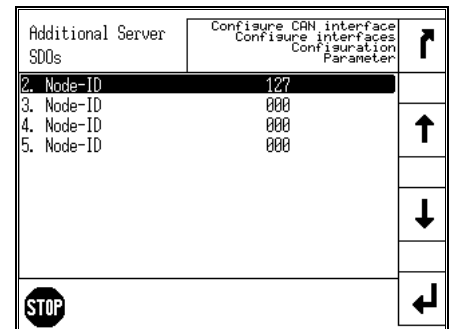 Additional Server
SDOs
Configure CAN interface
Configure interfaces
Configuration
Parameter
2. Node-ID 127
3. Node-ID 000
4. Node-ID 000
5. Node-ID 000
STOP